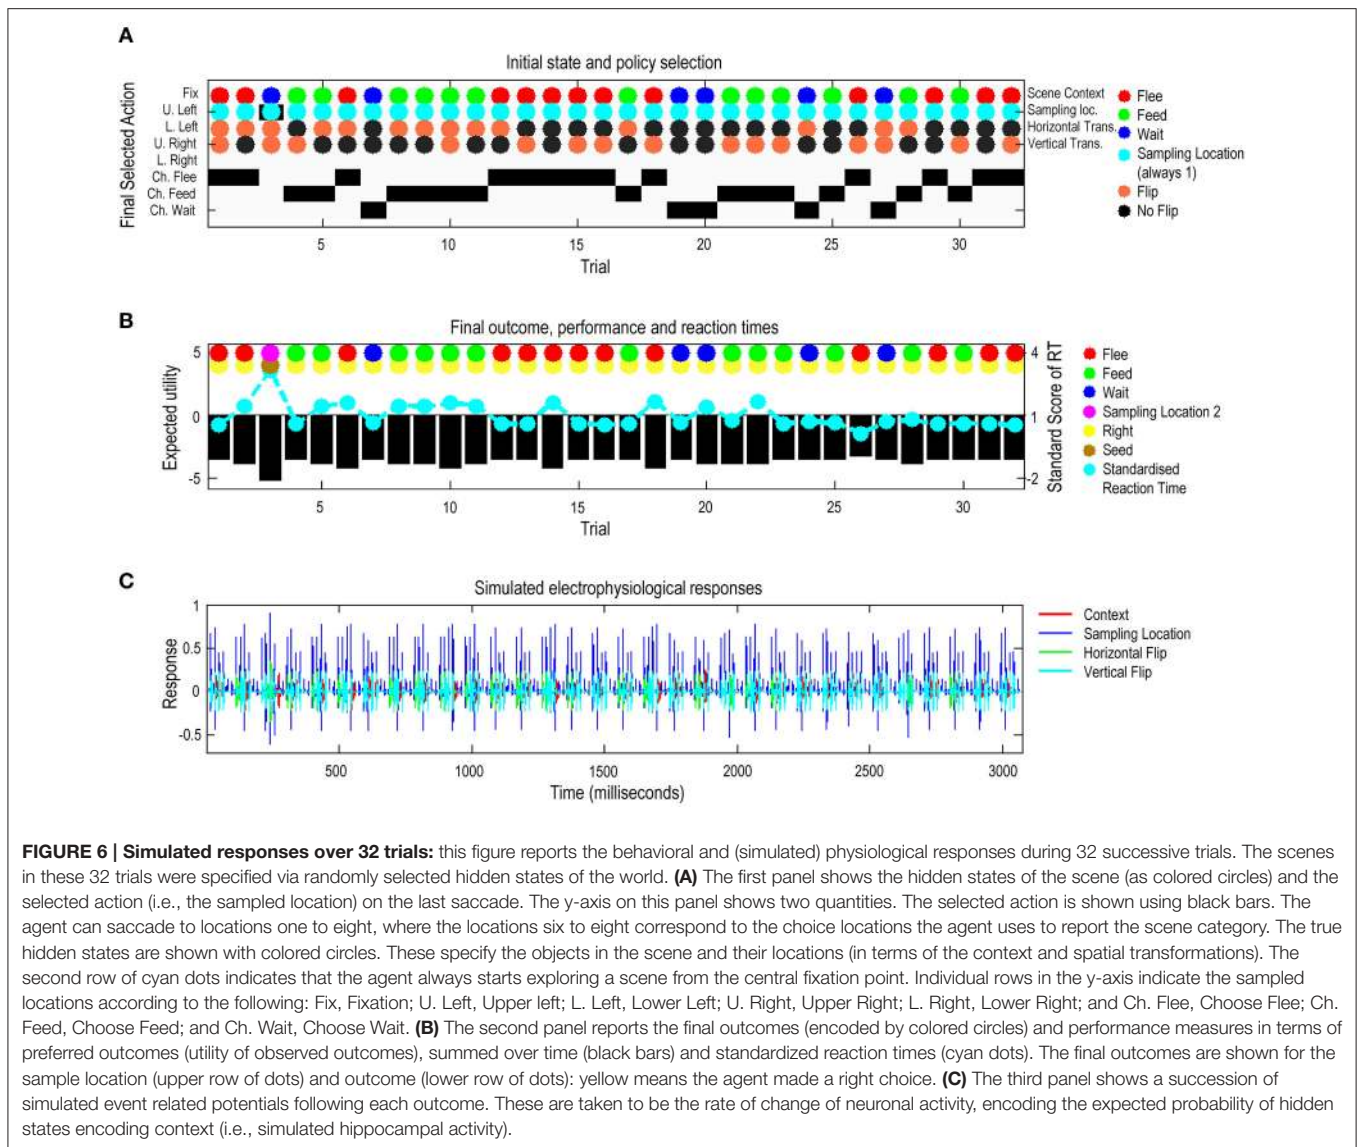 A
Initial state and policy selection
Final Selected Action
Fix
U. Left
L. Left
U. Right
L. Right
Ch. Flee
Ch. Feed
Ch. Wait
Scene Context
Sampling loc.
Horizontal Trans.
Vertical Trans.
Flee
Feed
Wait
Sampling Location
(always 1)
Flip
No Flip
5 10 15 20 25 30
Trial
B
Final outcome, performance and reaction times
Expected utility
5
0
-5
4
1
-2
Standard Score of RT
Flee
Feed
Wait
Sampling Location 2
Right
Seed
Standardised
Reaction Time
5 10 15 20 25 30
Trial
C
Simulated electrophysiological responses
Response
1
0.5
0
-0.5
Context
Sampling Location
Horizontal Flip
Vertical Flip
500 1000 1500 2000 2500 3000
Time (milliseconds)
FIGURE 6 | Simulated responses over 32 trials: this figure reports the behavioral and (simulated) physiological responses during 32 successive trials. The scenes
in these 32 trials were specified via randomly selected hidden states of the world. (A) The first panel shows the hidden states of the scene (as colored circles) and the
selected action (i.e., the sampled location) on the last saccade. The y-axis on this panel shows two quantities. The selected action is shown using black bars. The
agent can saccade to locations one to eight, where the locations six to eight correspond to the choice locations the agent uses to report the scene category. The true
hidden states are shown with colored circles. These specify the objects in the scene and their locations (in terms of the context and spatial transformations). The
second row of cyan dots indicates that the agent always starts exploring a scene from the central fixation point. Individual rows in the y-axis indicate the sampled
locations according to the following: Fix, Fixation; U. Left, Upper left; L. Left, Lower Left; U. Right, Upper Right; L. Right, Lower Right; and Ch. Flee, Choose Flee; Ch.
Feed, Choose Feed; and Ch. Wait, Choose Wait. (B) The second panel reports the final outcomes (encoded by colored circles) and performance measures in terms of
preferred outcomes (utility of observed outcomes), summed over time (black bars) and standardized reaction times (cyan dots). The final outcomes are shown for the
sample location (upper row of dots) and outcome (lower row of dots): yellow means the agent made a right choice. (C) The third panel shows a succession of
simulated event related potentials following each outcome. These are taken to be the rate of change of neuronal activity, encoding the expected probability of hidden
states encoding context (i.e., simulated hippocampal activity).